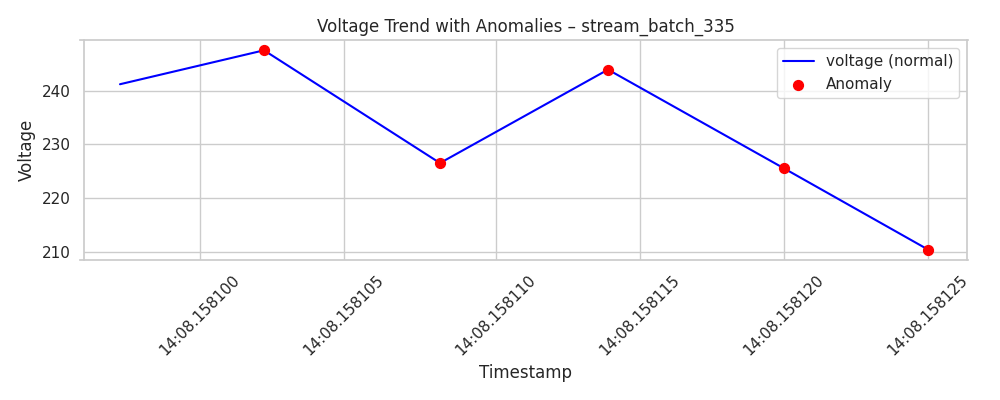 Voltage Trend with Anomalies – stream_batch_335
voltage (normal)
Anomaly
Voltage
240
230
220
210
14:08.158100
14:08.158105
14:08.158110
14:08.158115
14:08.158120
14:08.158125
Timestamp